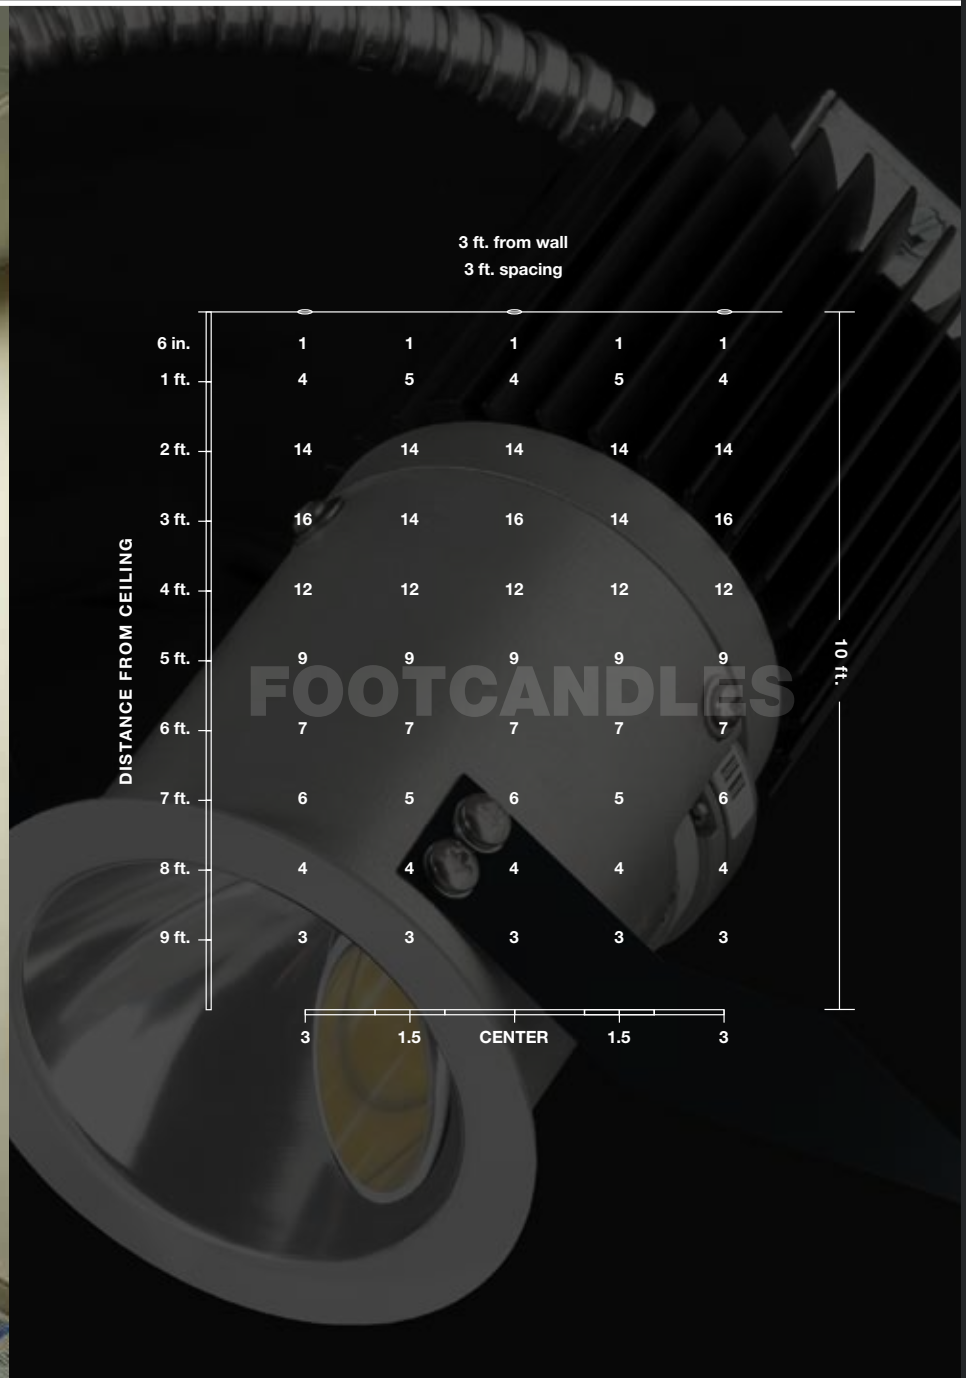 3 ft. from wall
3 ft. spacing
6 in. 1 1 1 1 1
1 ft. 4 5 4 5 4
2 ft. 14 14 14 14 14
3 ft. 16 14 16 14 16
4 ft. 12 12 12 12 12
5 ft. 9 9 9 9 9
FOOTCANDLES
6 ft. 7 7 7 7 7
7 ft. 6 5 6 5 6
8 ft. 4 4 4 4 4
9 ft. 3 3 3 3 3
3 1.5 CENTER 1.5 3
DISTANCE FROM CEILING
10 ft.